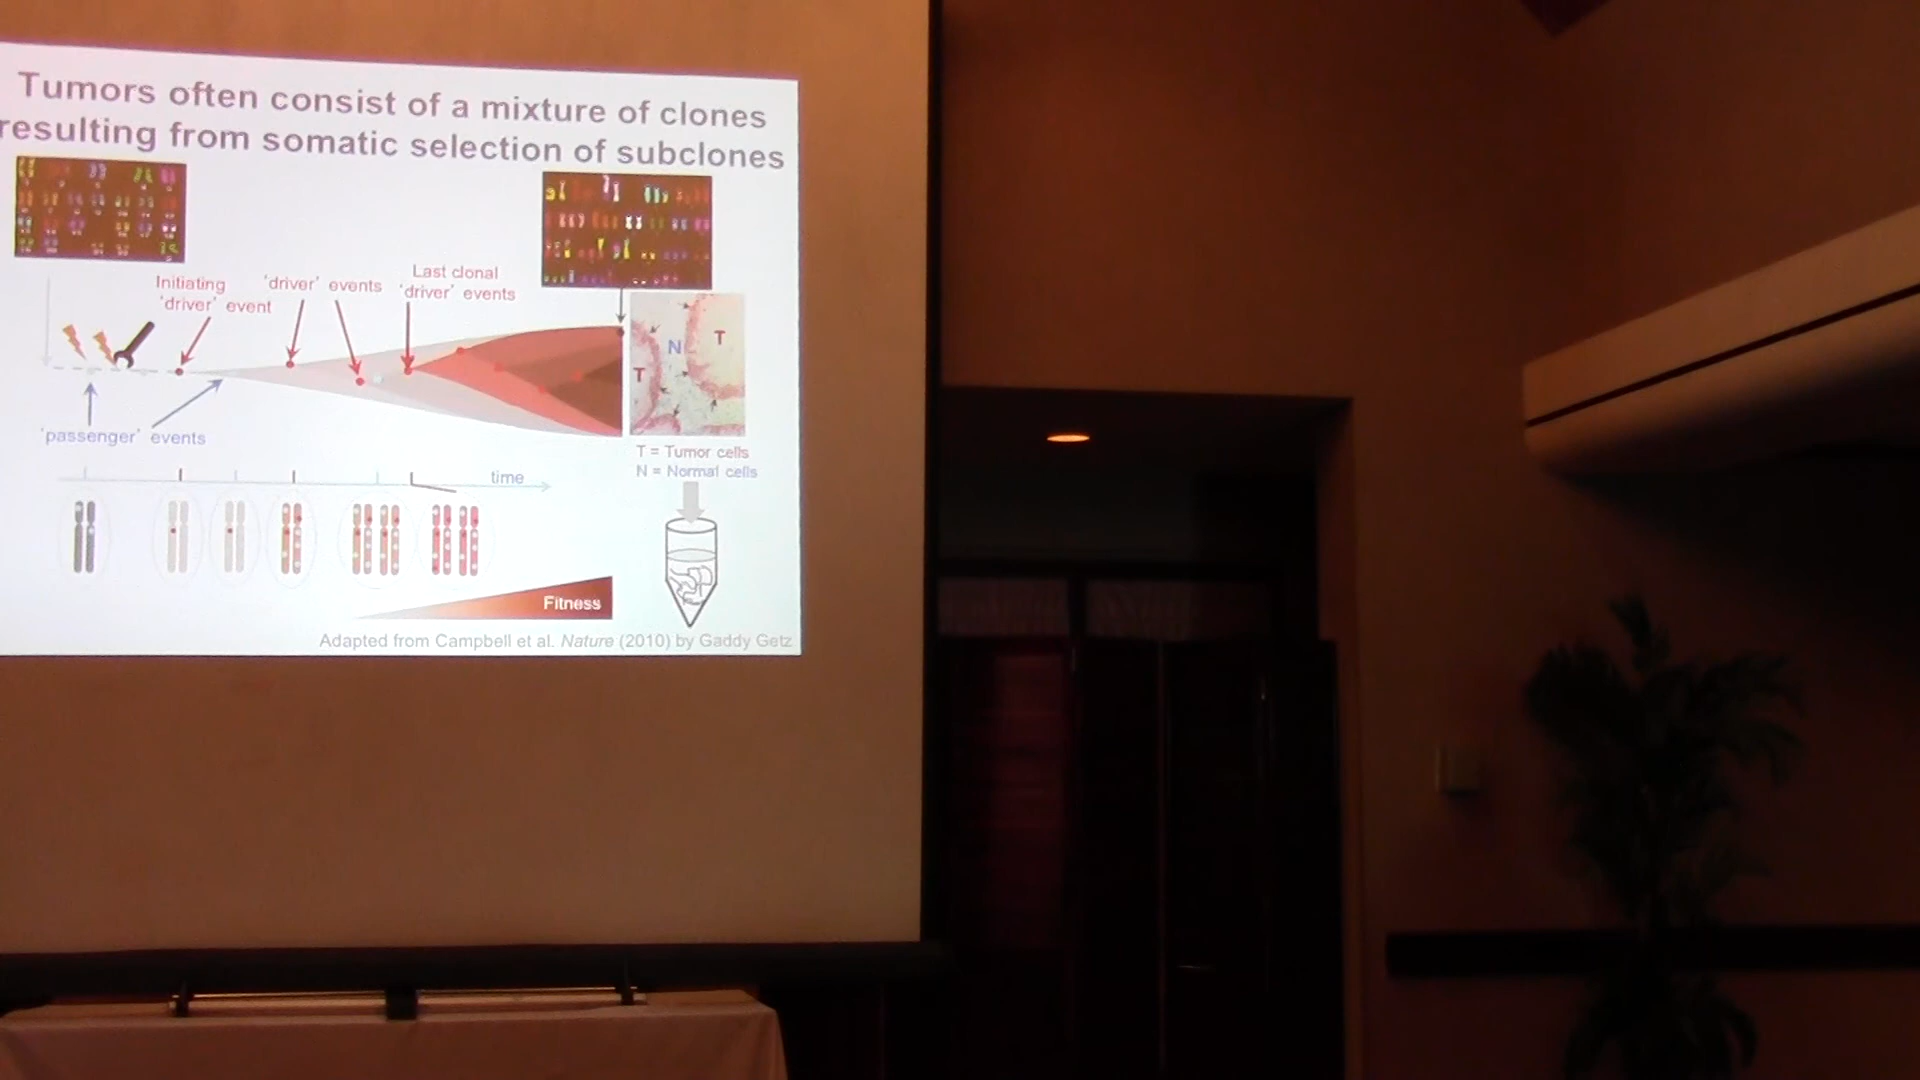 Tumors often consist of a mixture of clones
resulting from somatic selection of subclones
Initiating
'driver' event
'driver' events
Last clonal
'driver' events
T
N
T
'passenger' events
T = Tumor cells
N = Normal cells
time
Fitness
Adapted from Campbell et al. Nature (2010) by Gaddy Getz